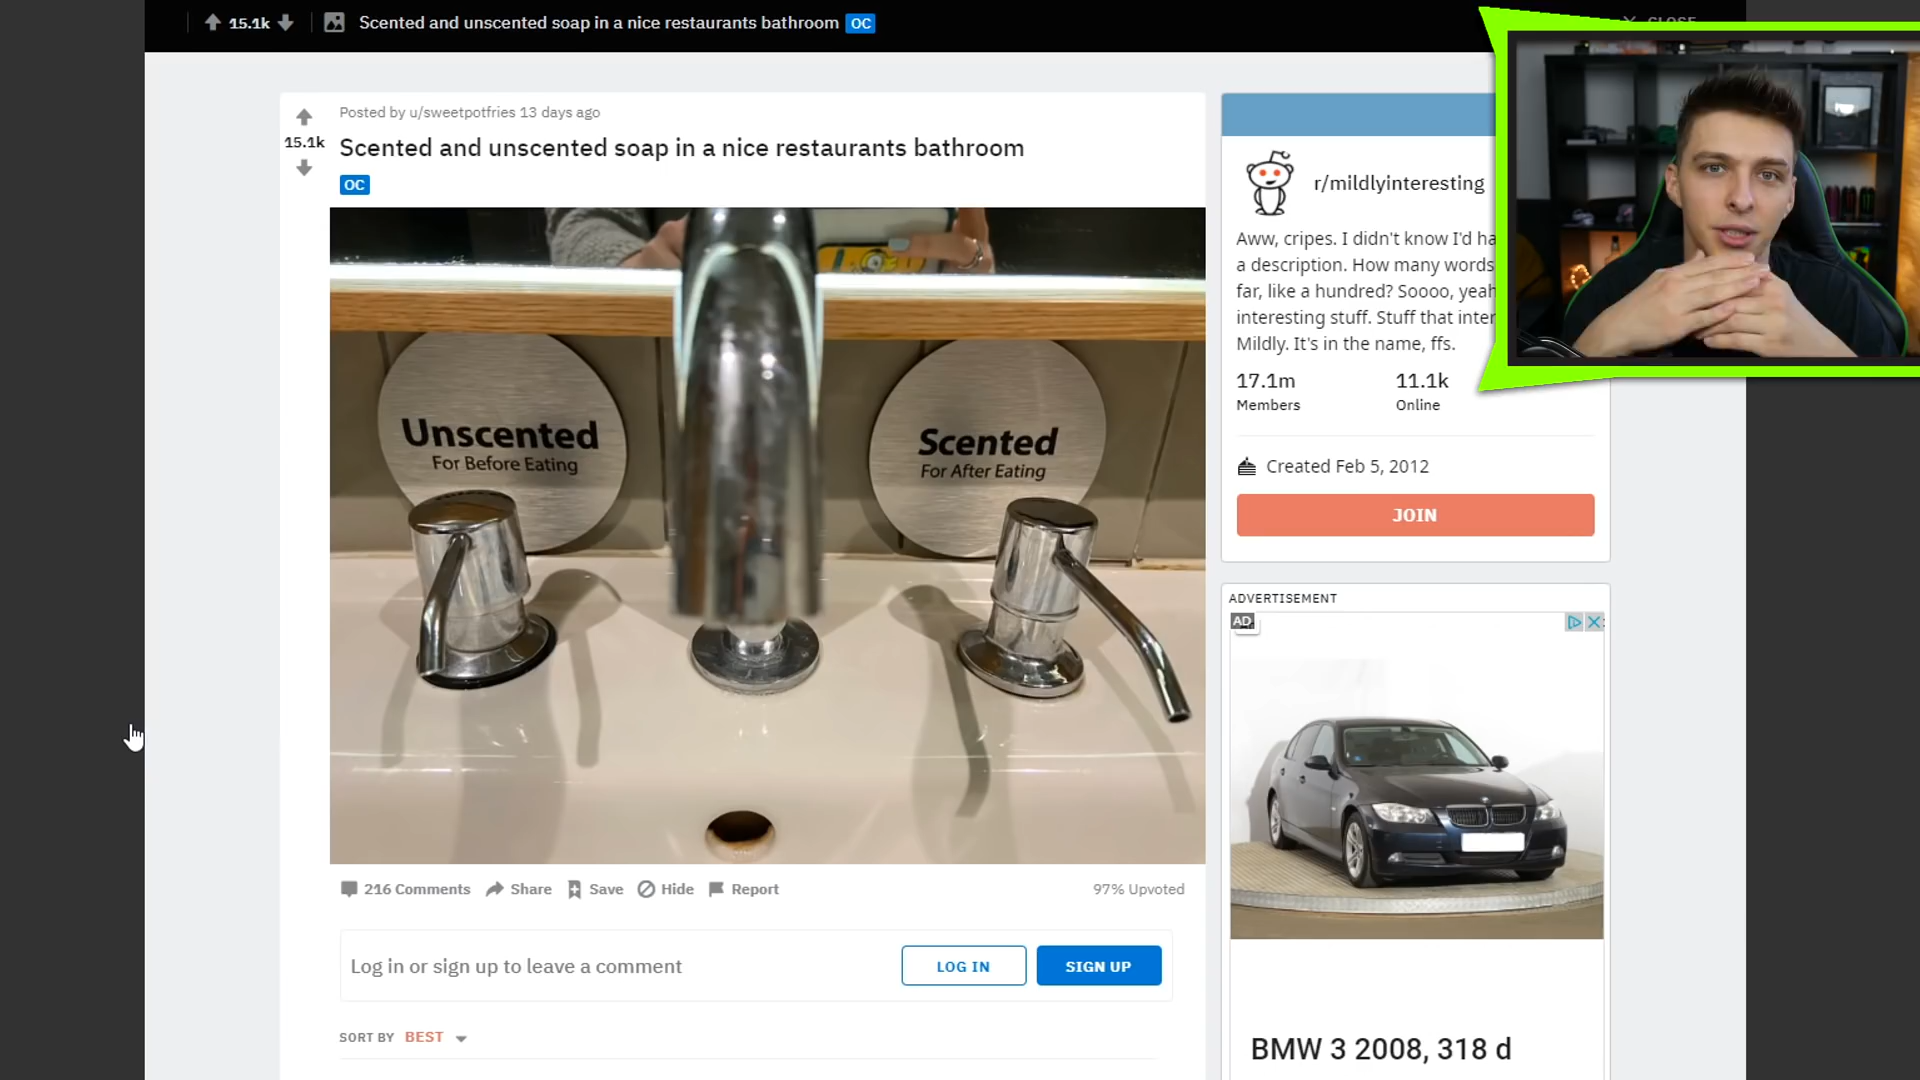 15.1k
Scented and unscented soap in a nice restaurants bathroom OC
CLOSE
Posted by u/sweetpotfries 13 days ago
15.1k
Scented and unscented soap in a nice restaurants bathroom
OC
Unscented
For Before Eating
Scented
For After Eating
216 Comments Share Save Hide Report
97% Upvoted
Log in or sign up to leave a comment
LOG IN
SIGN UP
SORT BY BEST
r/mildlyinteresting
Aww, cripes. I didn't know I'd ha
a description. How many words
far, like a hundred? Soooo, yeah
interesting stuff. Stuff that inter
Mildly. It's in the name, ffs.
17.1m 11.1k
Members Online
Created Feb 5, 2012
JOIN
ADVERTISEMENT
AD
BMW 3 2008, 318 d